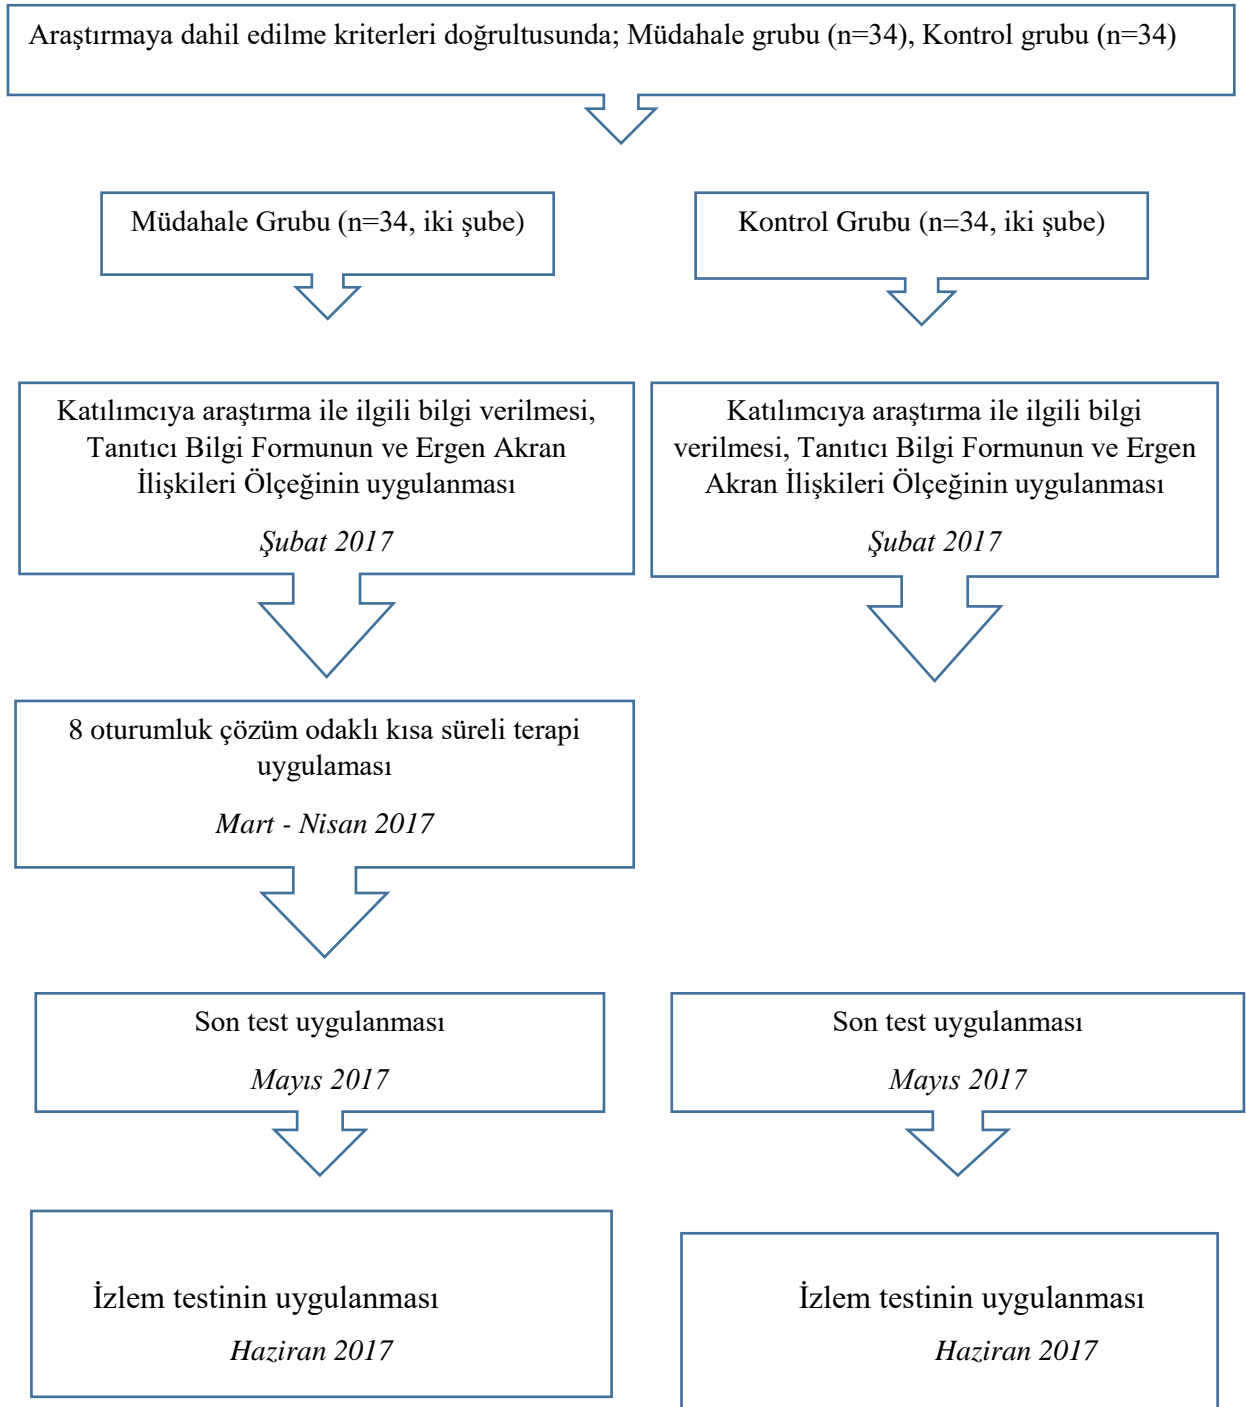 Araştırmaya dahil edilme kriterleri doğrultusunda; Müdahale grubu (n=34), Kontrol grubu (n=34)
Müdahale Grubu (n=34, iki şube)
Kontrol Grubu (n=34, iki şube)
Katılımcıya araştırma ile ilgili bilgi verilmesi,
Tanıtıcı Bilgi Formunun ve Ergen Akran
İlişkileri Ölçeğinin uygulanması
Şubat 2017
Katılımcıya araştırma ile ilgili bilgi
verilmesi, Tanıtıcı Bilgi Formunun ve Ergen
Akran İlişkileri Ölçeğinin uygulanması
Şubat 2017
8 oturumluk çözüm odaklı kısa süreli terapi
uygulaması
Mart - Nisan 2017
Son test uygulanması
Mayıs 2017
Son test uygulanması
Mayıs 2017
İzlem testinin uygulanması
Haziran 2017
İzlem testinin uygulanması
Haziran 2017